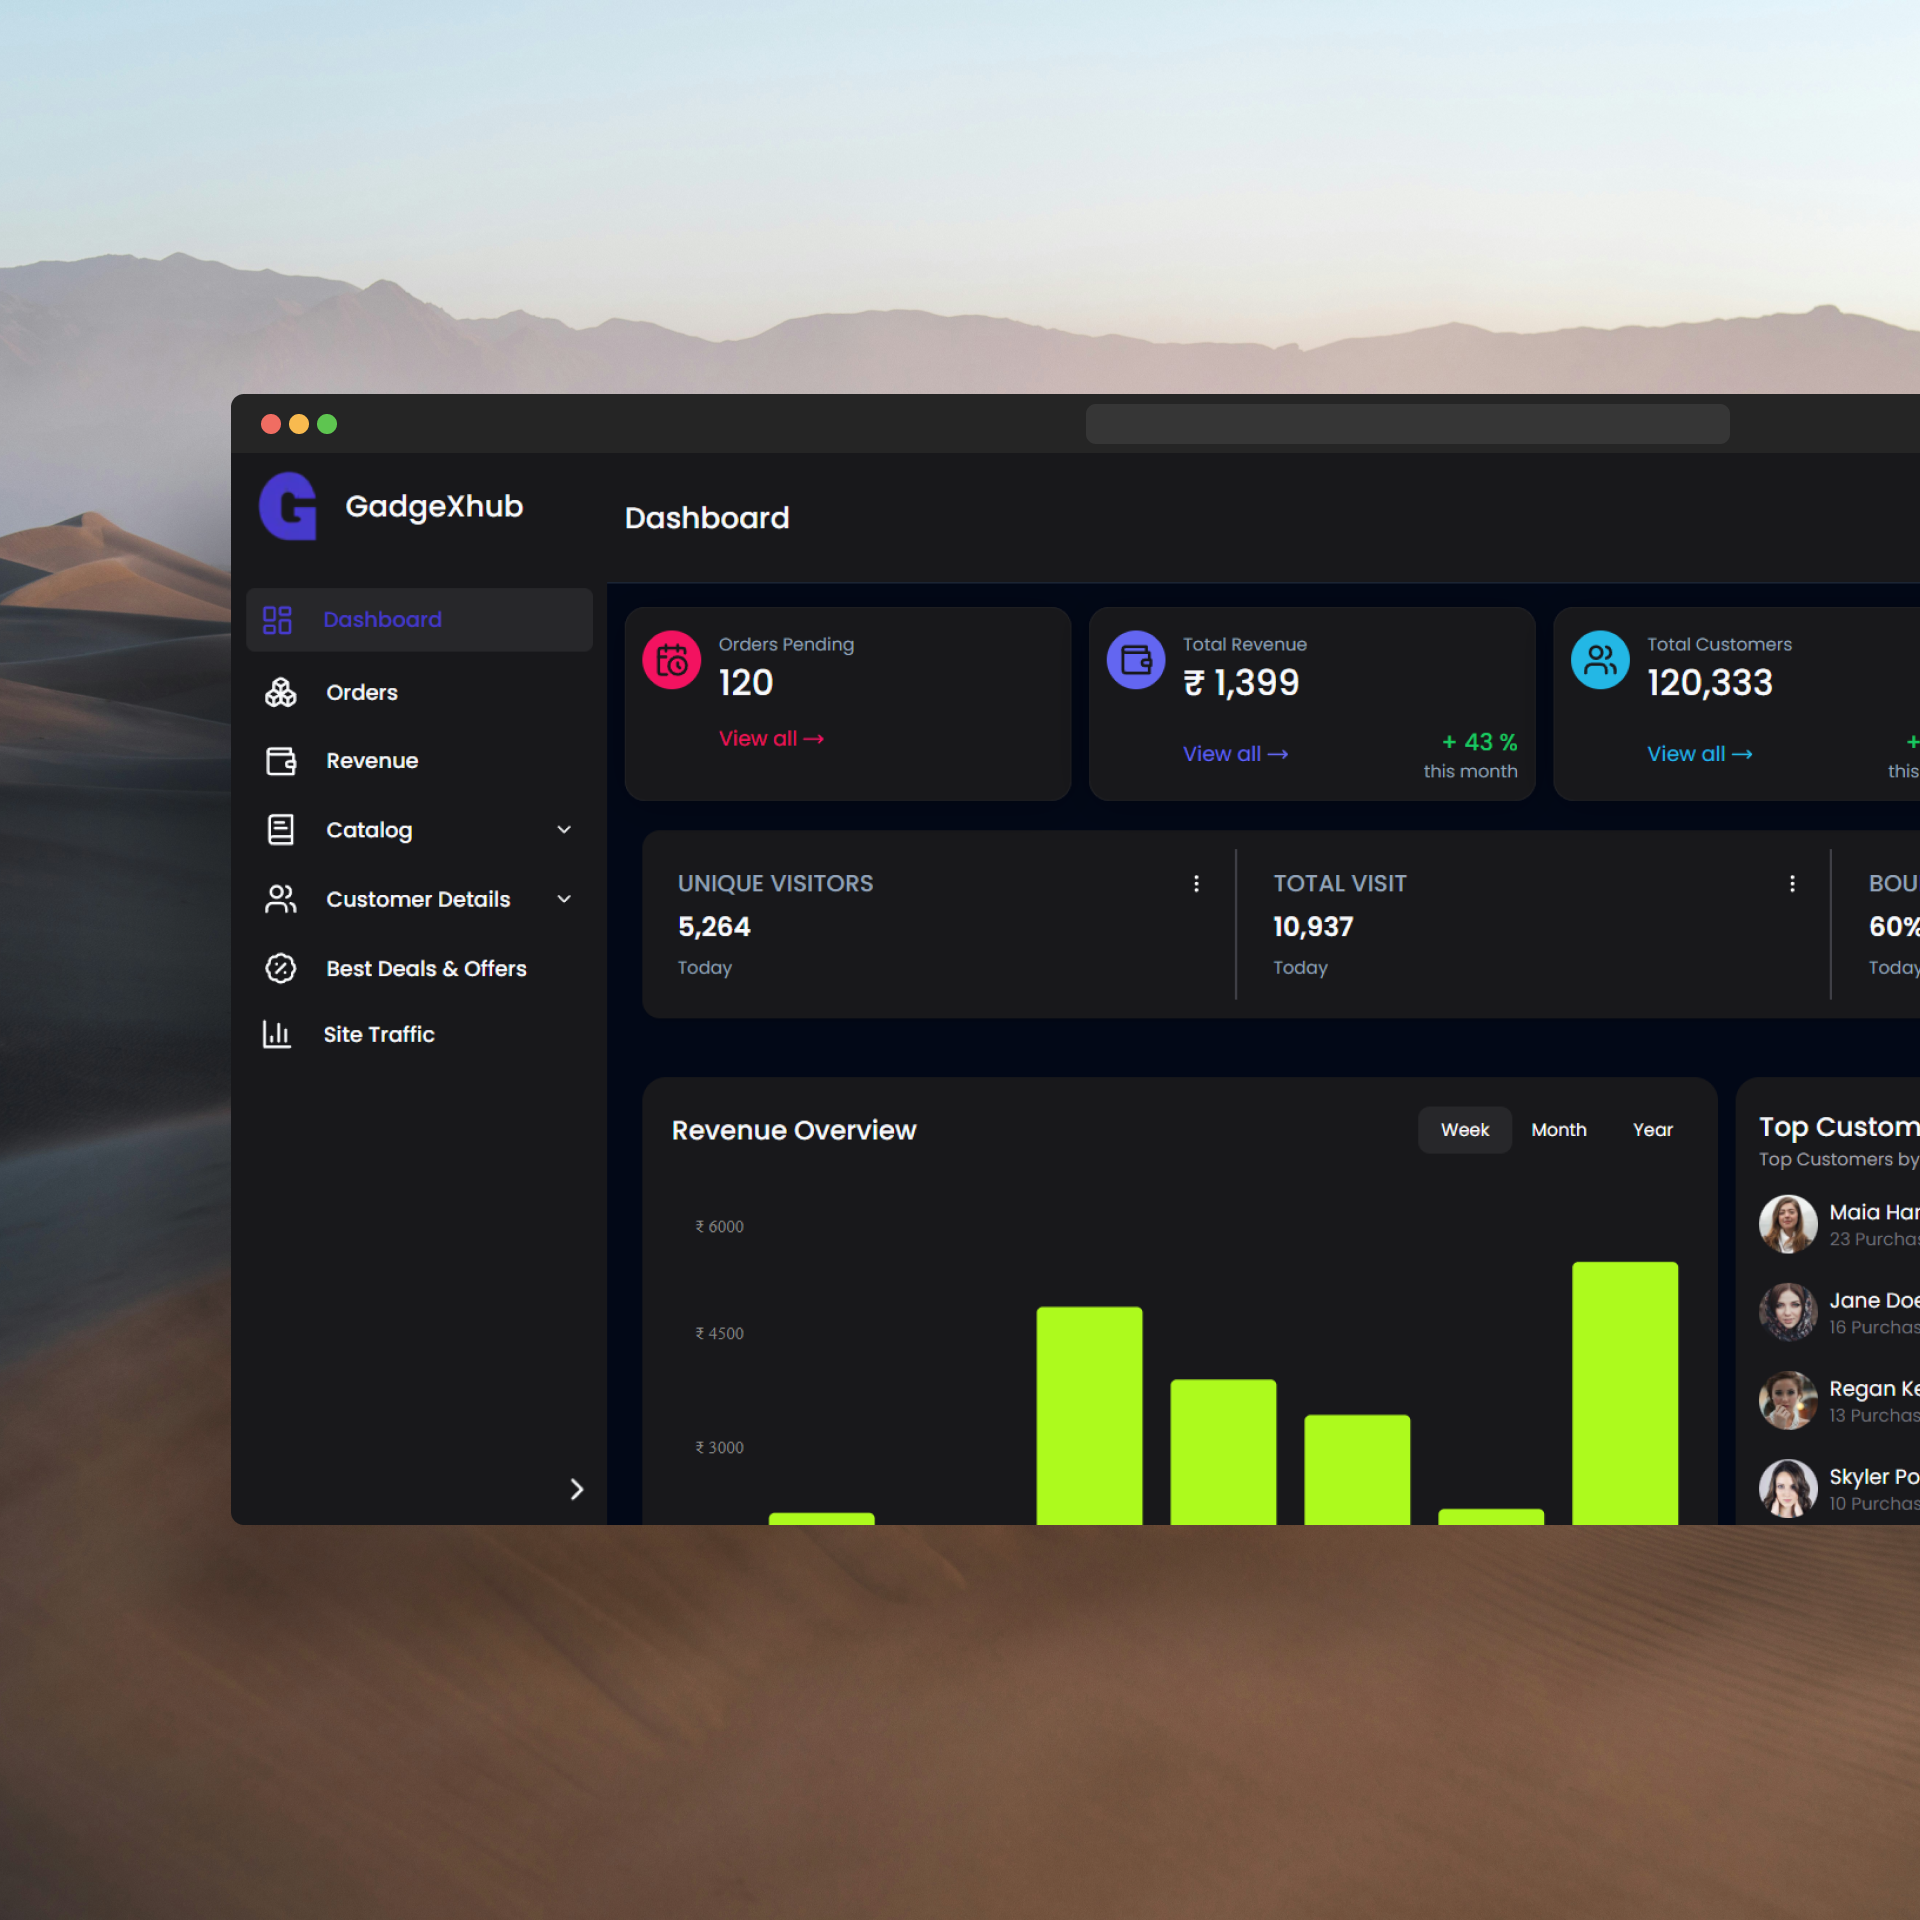 GadgeXhub
Dashboard
Dashboard
Orders
Revenue
Catalog
Customer Details
Best Deals & Offers
Site Traffic
Orders Pending
120
View all →
Total Revenue
₹ 1,399
View all →
+ 43 %
this month
Total Customers
120,333
View all →
+
this
UNIQUE VISITORS
5,264
Today
TOTAL VISIT
10,937
Today
BOU
60%
Today
Revenue Overview
Week Month Year
₹ 6000
₹ 4500
₹ 3000
Top Custom
Top Customers by
Maia Har
23 Purchas
Jane Doe
16 Purchas
Regan Ke
13 Purchas
Skyler Po
10 Purchas